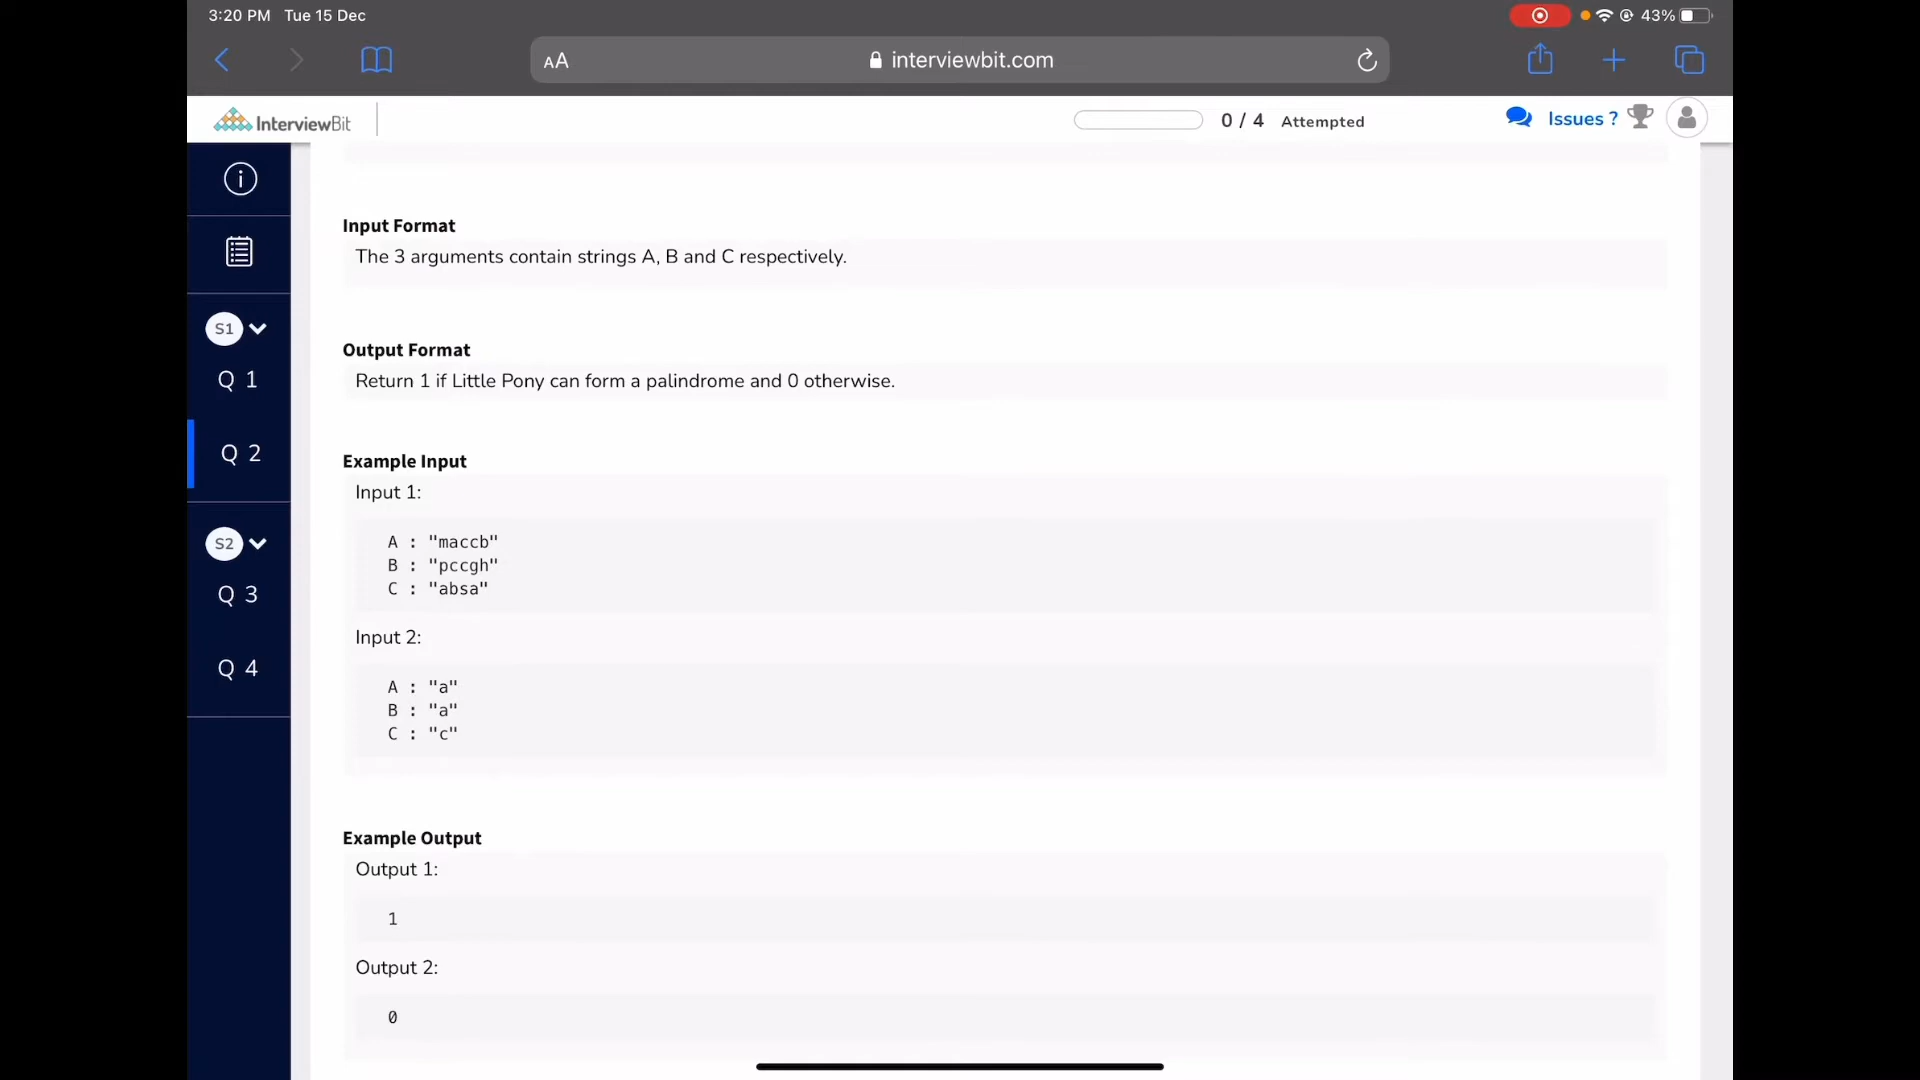 3:20 PM Tue 15 Dec
43%
AA
interviewbit.com
InterviewBit
0 / 4 Attempted
Issues ?
S1
Q 1
Q 2
S2
Q 3
Q 4
Input Format
The 3 arguments contain strings A, B and C respectively.
Output Format
Return 1 if Little Pony can form a palindrome and 0 otherwise.
Example Input
Input 1:
A : "maccb"
B : "pccgh"
C : "absa"
Input 2:
A : "a"
B : "a"
C : "c"
Example Output
Output 1:
1
Output 2:
0